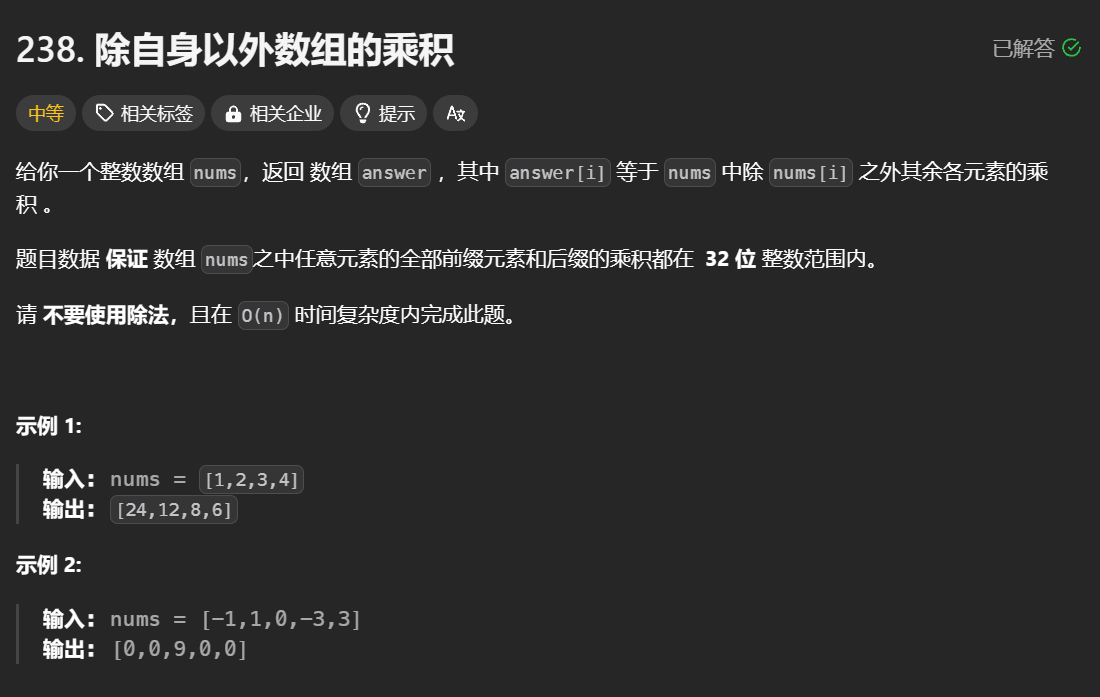 238. 除自身以外数组的乘积
已解答
中等 相关标签 相关企业 提示
给你一个整数数组 nums，返回 数组 answer ，其中 answer[i] 等于 nums 中除 nums[i] 之外其余各元素的乘
积 。
题目数据 保证 数组 nums之中任意元素的全部前缀元素和后缀的乘积都在 32 位 整数范围内。
请 不要使用除法，且在 O(n) 时间复杂度内完成此题。
示例 1:
输入: nums = [1,2,3,4]
输出: [24,12,8,6]
示例 2:
输入: nums = [-1,1,0,-3,3]
输出: [0,0,9,0,0]